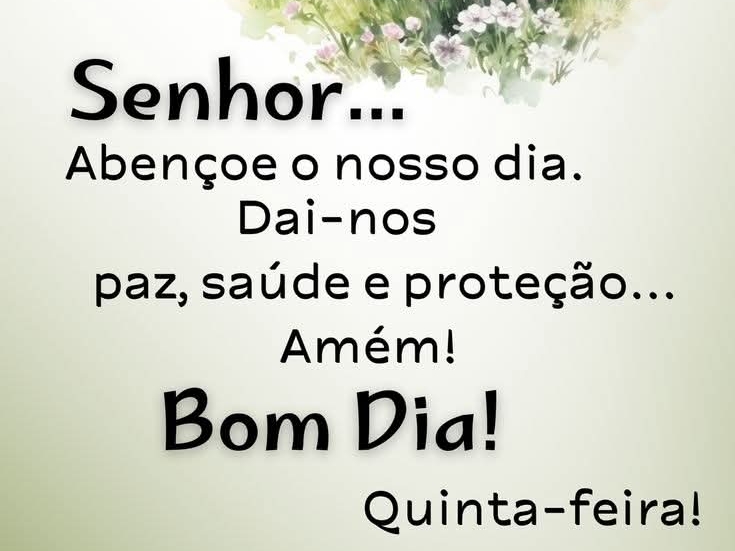 Senhor...
Abençoe o nosso dia.
Dai-nos
paz, saúde e proteção...
Amém!
Bom Dia!
Quinta-feira!